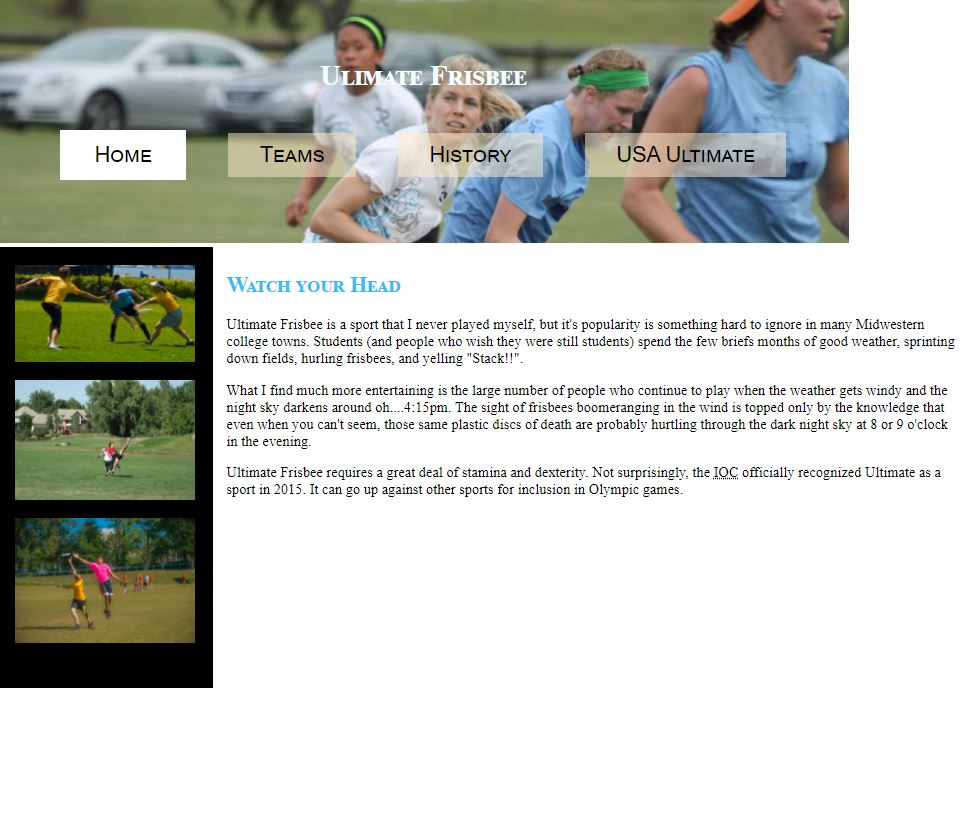 Ulimate Frisbee
Home Teams History USA Ultimate
Watch your Head
Ultimate Frisbee is a sport that I never played myself, but it's popularity is something hard to ignore in many Midwestern
college towns. Students (and people who wish they were still students) spend the few briefs months of good weather, sprinting
down fields, hurling frisbees, and yelling "Stack!!".
What I find much more entertaining is the large number of people who continue to play when the weather gets windy and the
night sky darkens around oh....4:15pm. The sight of frisbees boomeranging in the wind is topped only by the knowledge that
even when you can't seem, those same plastic discs of death are probably hurtling through the dark night sky at 8 or 9 o'clock
in the evening.
Ultimate Frisbee requires a great deal of stamina and dexterity. Not surprisingly, the IOC officially recognized Ultimate as a
sport in 2015. It can go up against other sports for inclusion in Olympic games.